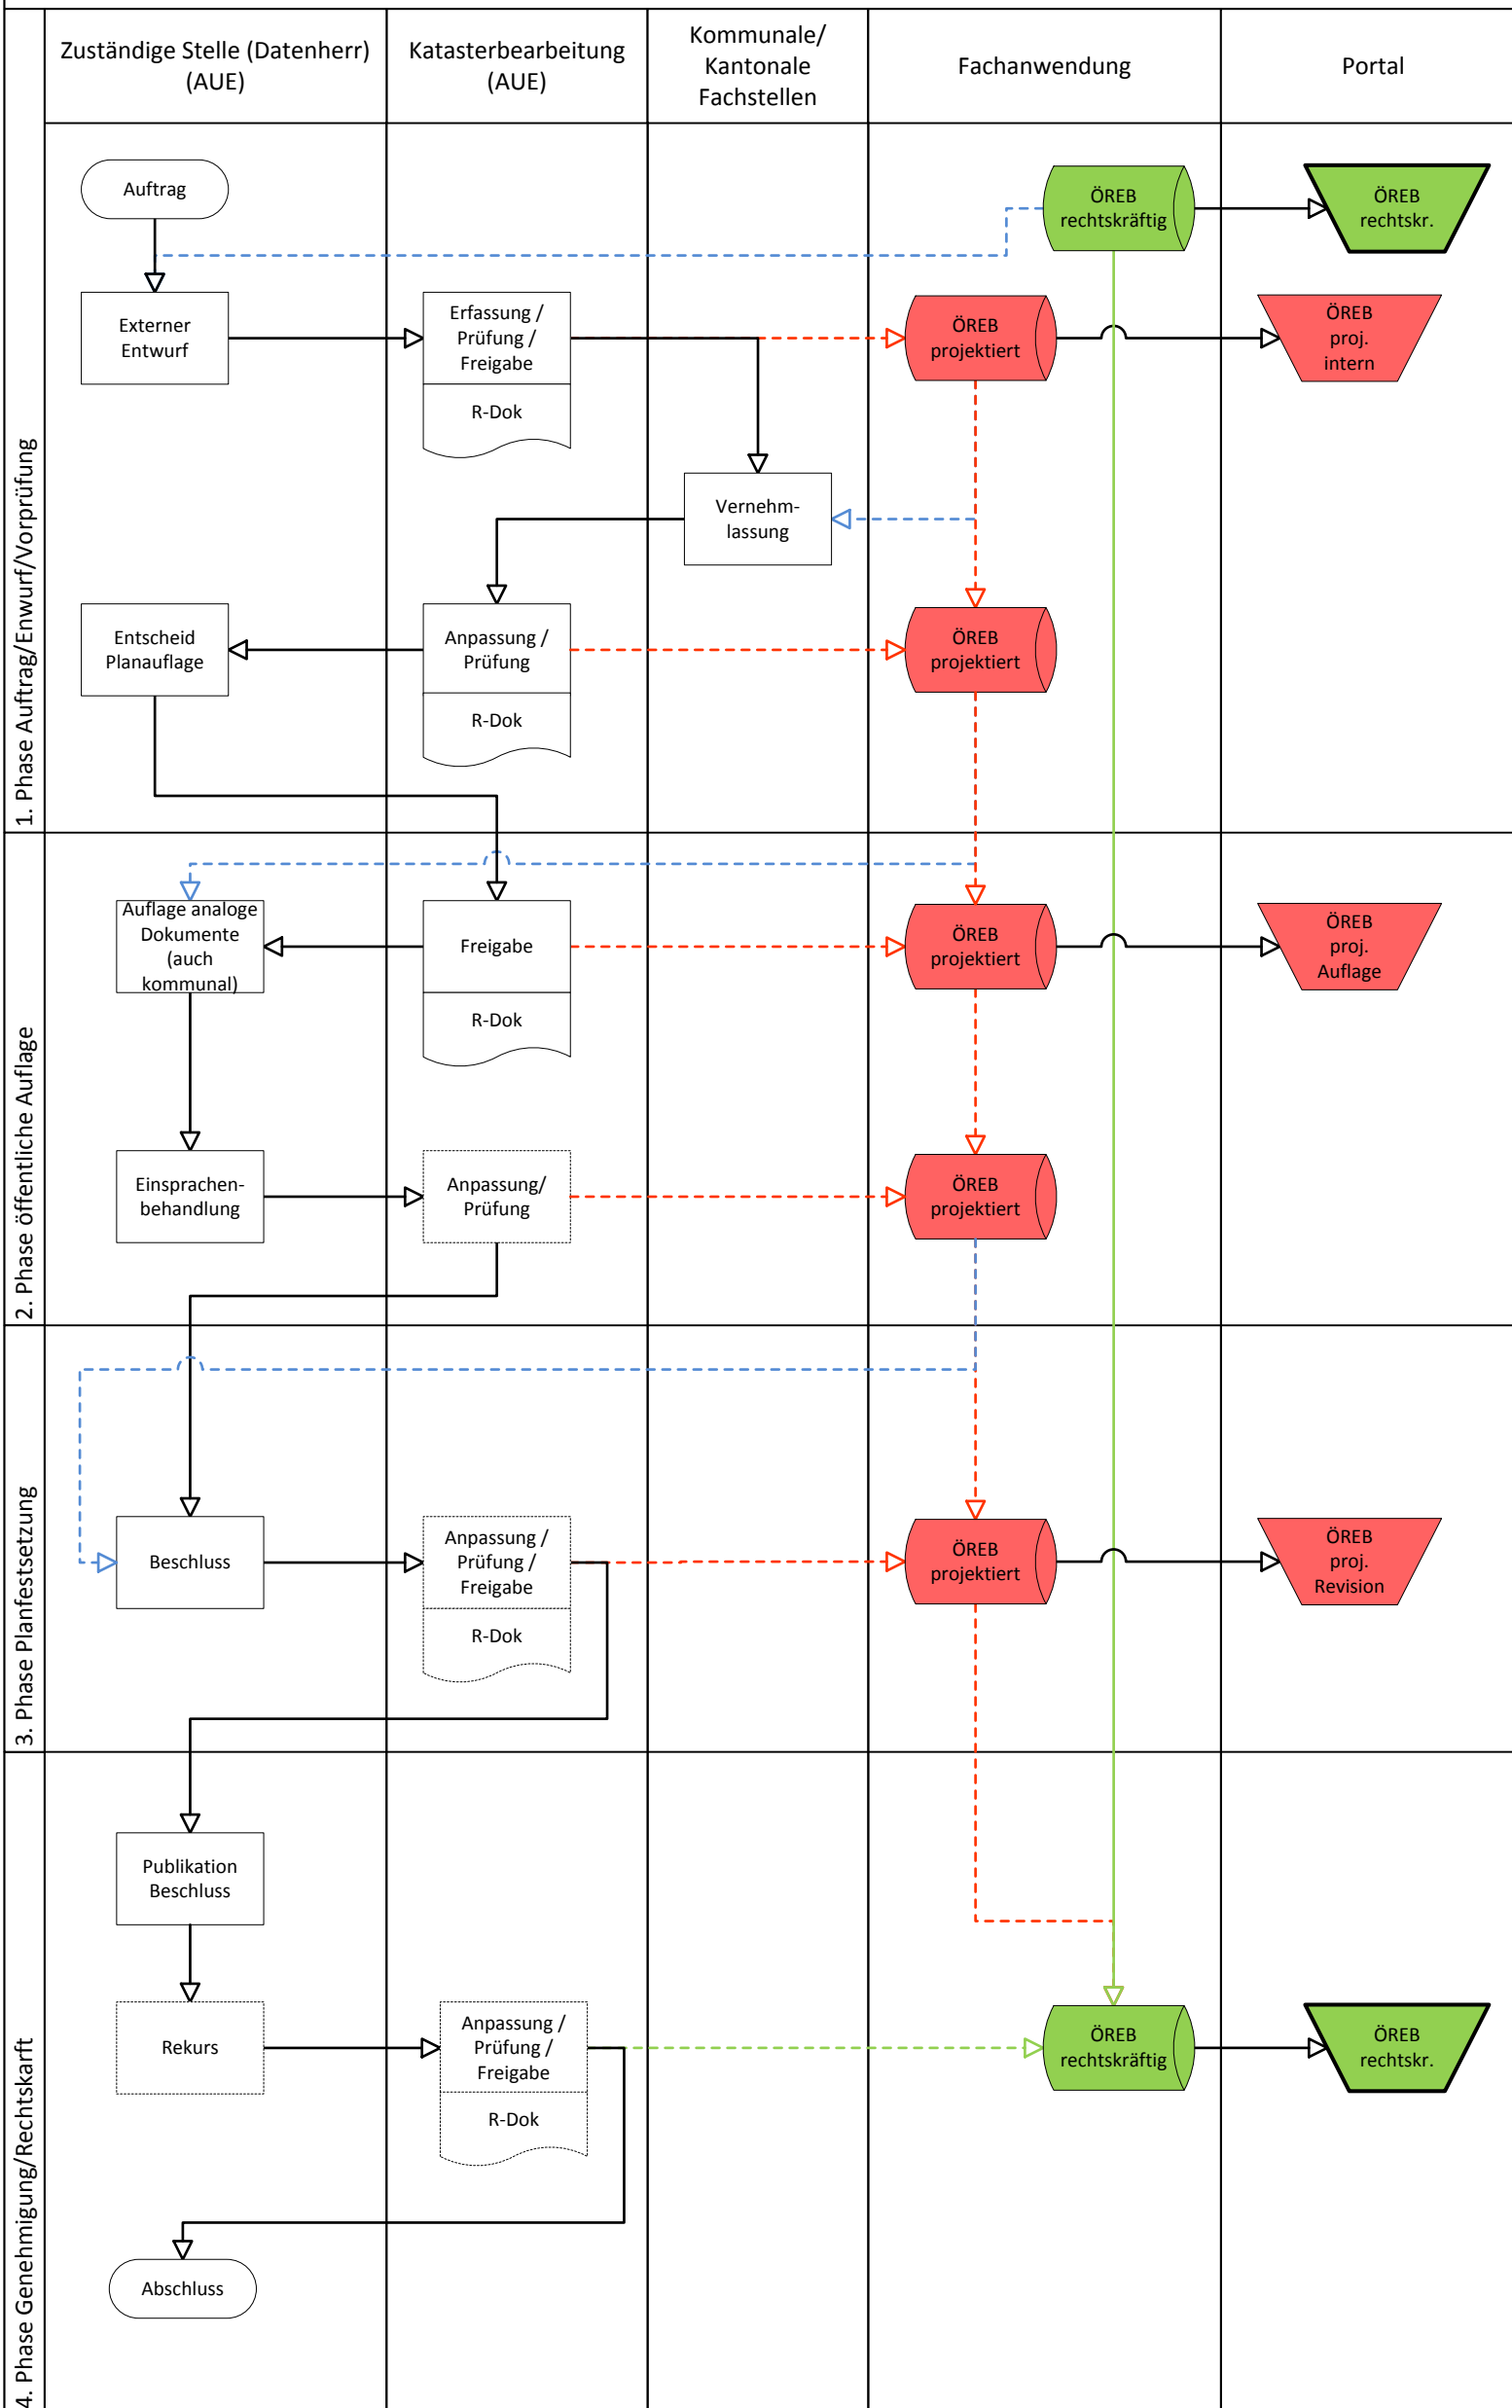 Zuständige Stelle (Datenherr)
(AUE)
Katasterbearbeitung
(AUE)
Kommunale/
Kantonale
Fachstellen
Fachanwendung
Portal
1. Phase Auftrag/Enwurf/Vorprüfung
Auftrag
ÖREB
rechtskräftig
ÖREB
rechtskr.
Externer
Entwurf
Erfassung /
Prüfung /
Freigabe
R-Dok
ÖREB
projektiert
ÖREB
proj.
intern
Vernehm-
lassung
Entscheid
Planauflage
Anpassung /
Prüfung
R-Dok
ÖREB
projektiert
2. Phase öffentliche Auflage
Auflage analoge
Dokumente
(auch
kommunal)
Freigabe
R-Dok
ÖREB
projektiert
ÖREB
proj.
Auflage
Einsprachen-
behandlung
Anpassung/
Prüfung
ÖREB
projektiert
3. Phase Planfestsetzung
Beschluss
Anpassung /
Prüfung /
Freigabe
R-Dok
ÖREB
projektiert
ÖREB
proj.
Revision
4. Phase Genehmigung/Rechtskarft
Publikation
Beschluss
Rekurs
Anpassung /
Prüfung /
Freigabe
R-Dok
ÖREB
rechtskräftig
ÖREB
rechtskr.
Abschluss